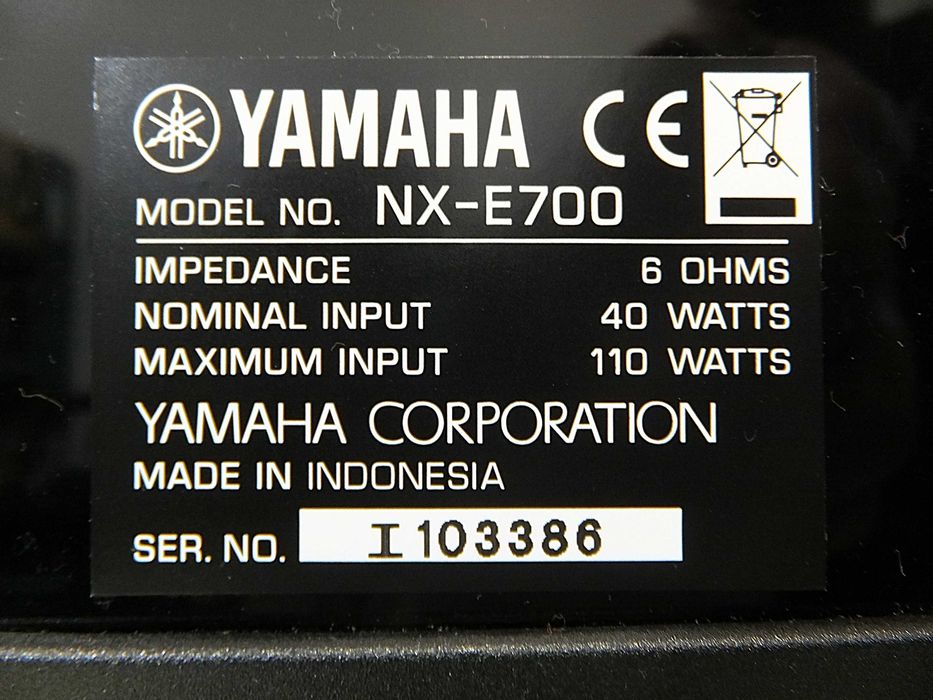 YAMAHA CE
MODEL NO. NX-E700
IMPEDANCE 6 OHMS
NOMINAL INPUT 40 WATTS
MAXIMUM INPUT 110 WATTS
YAMAHA CORPORATION
MADE IN INDONESIA
SER. NO. I103386